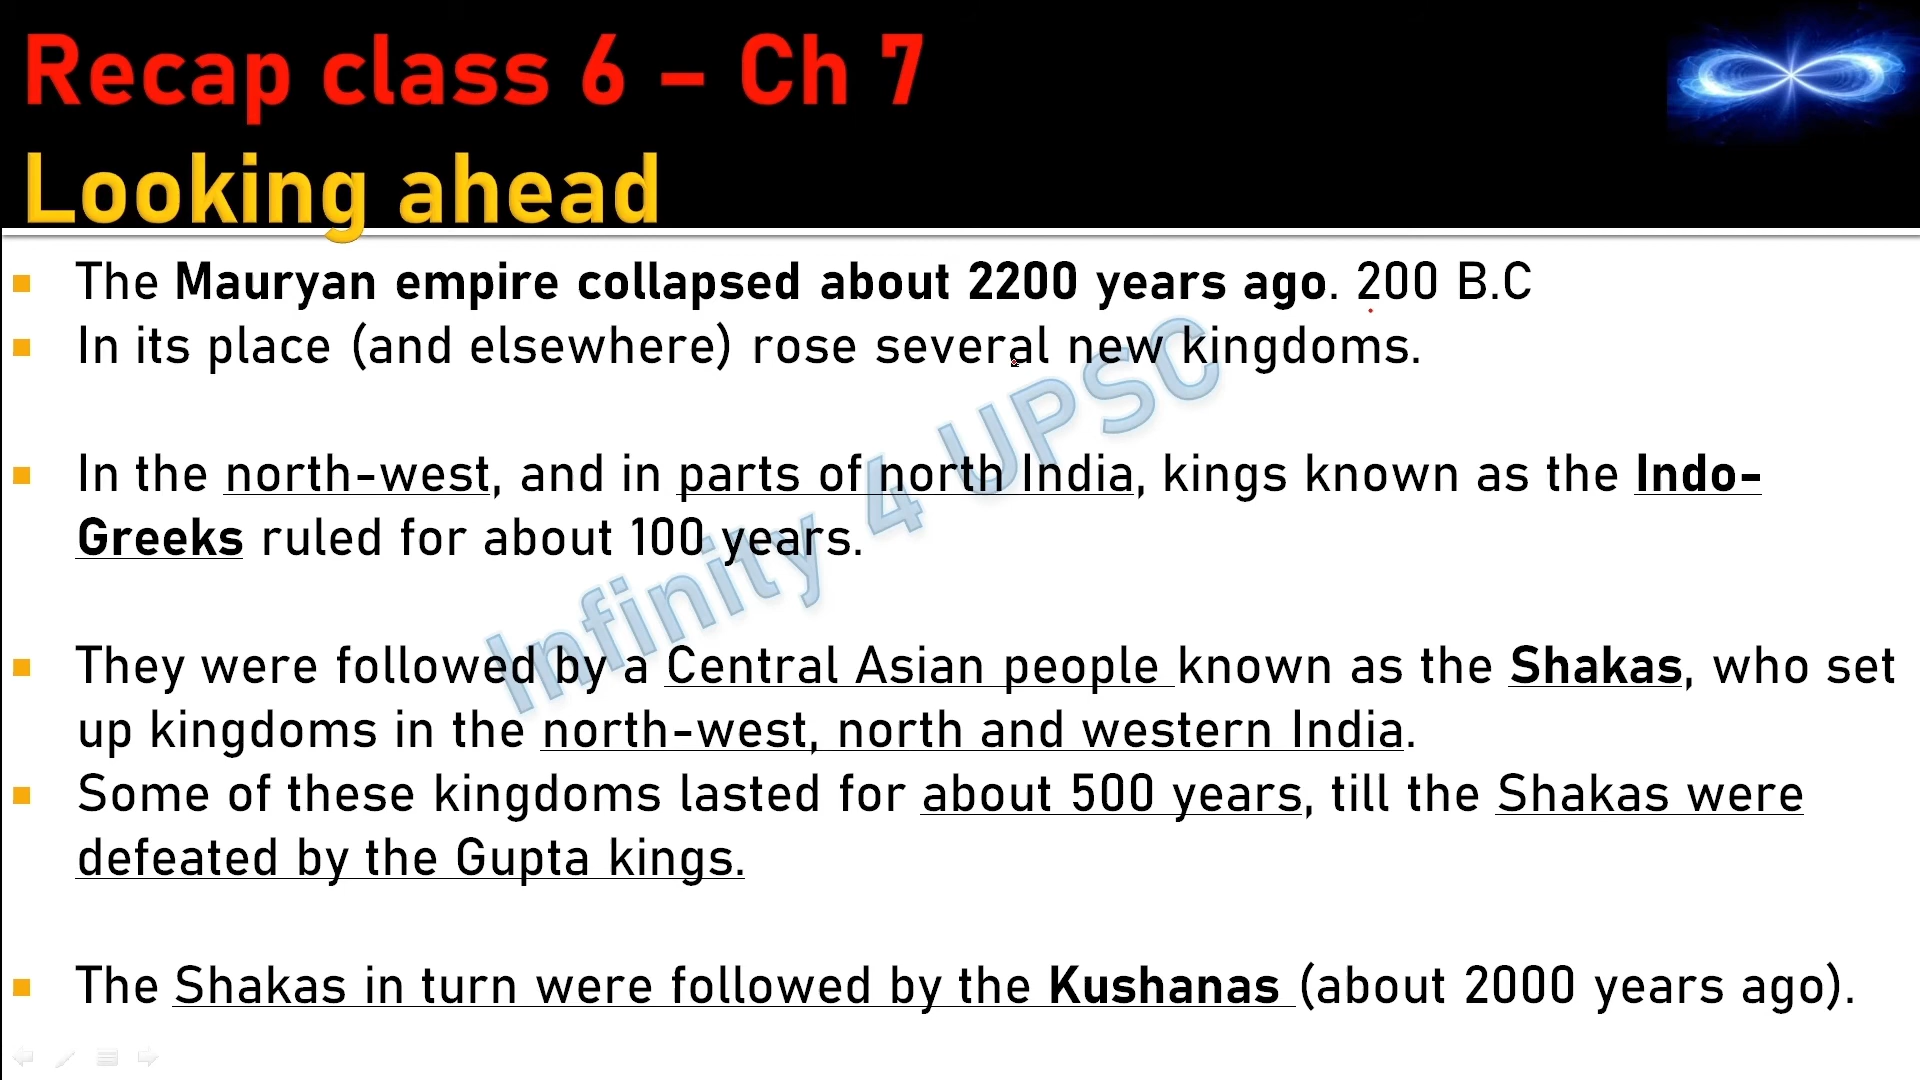 Recap class 6 – Ch 7
Looking ahead
The Mauryan empire collapsed about 2200 years ago. 200 B.C
In its place (and elsewhere) rose several new kingdoms.
In the north-west, and in parts of north India, kings known as the Indo-
Greeks ruled for about 100 years.
They were followed by a Central Asian people known as the Shakas, who set
up kingdoms in the north-west, north and western India.
Some of these kingdoms lasted for about 500 years, till the Shakas were
defeated by the Gupta kings.
The Shakas in turn were followed by the Kushanas (about 2000 years ago).
Infinity 4 UPSC